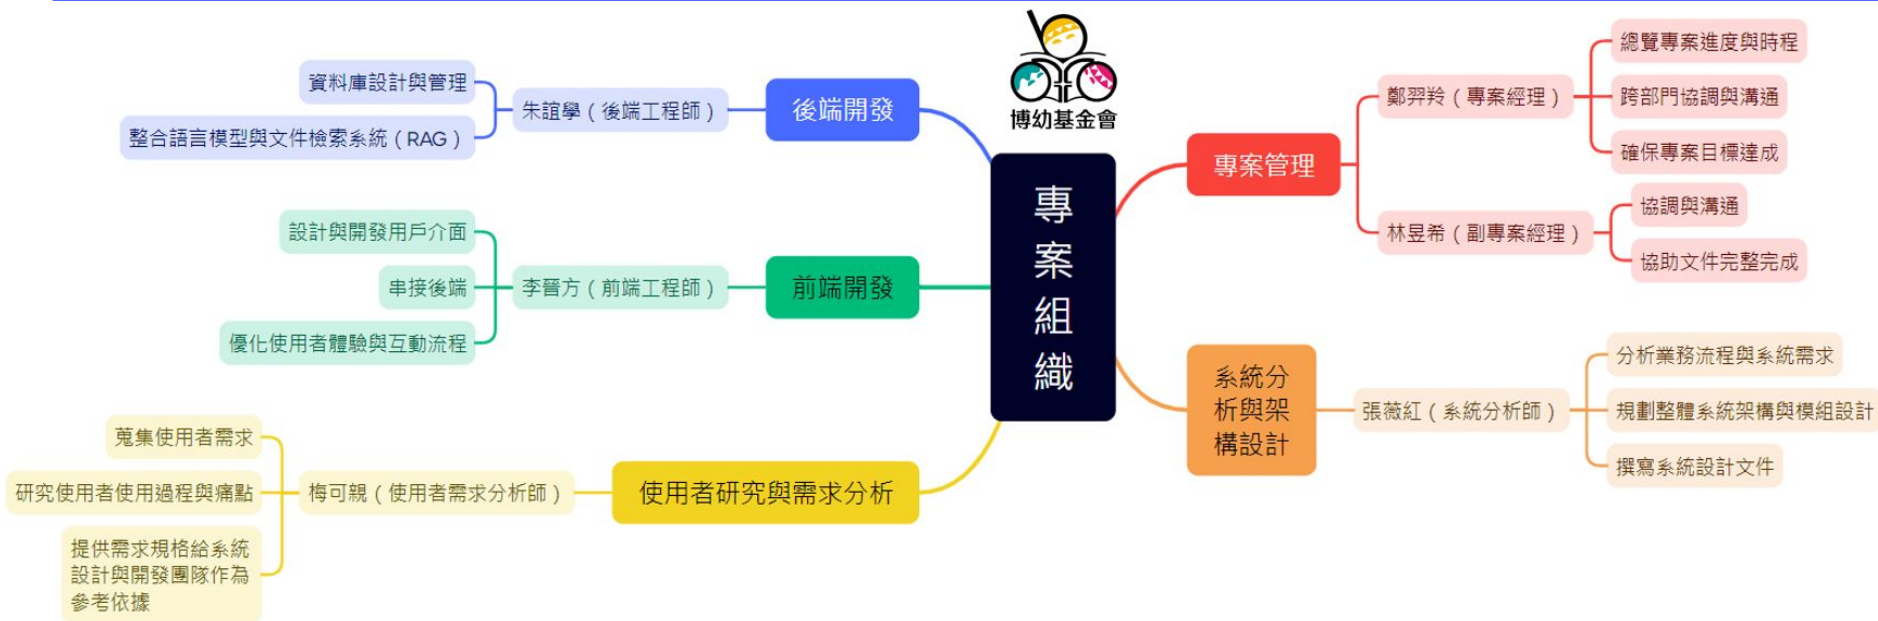 博幼基金會
專
案
組
織
後端開發
朱誼學（後端工程師）
資料庫設計與管理
整合語言模型與文件檢索系統（RAG）
前端開發
李晉方（前端工程師）
設計與開發用戶介面
串接後端
優化使用者體驗與互動流程
使用者研究與需求分析
梅可親（使用者需求分析師）
蒐集使用者需求
研究使用者使用過程與痛點
提供需求規格給系統
設計與開發團隊作為
參考依據
專案管理
鄭羿羚（專案經理）
總覽專案進度與時程
跨部門協調與溝通
確保專案目標達成
林昱希（副專案經理）
協調與溝通
協助文件完整完成
系統分
析與架
構設計
張薇紅（系統分析師）
分析業務流程與系統需求
規劃整體系統架構與模組設計
撰寫系統設計文件